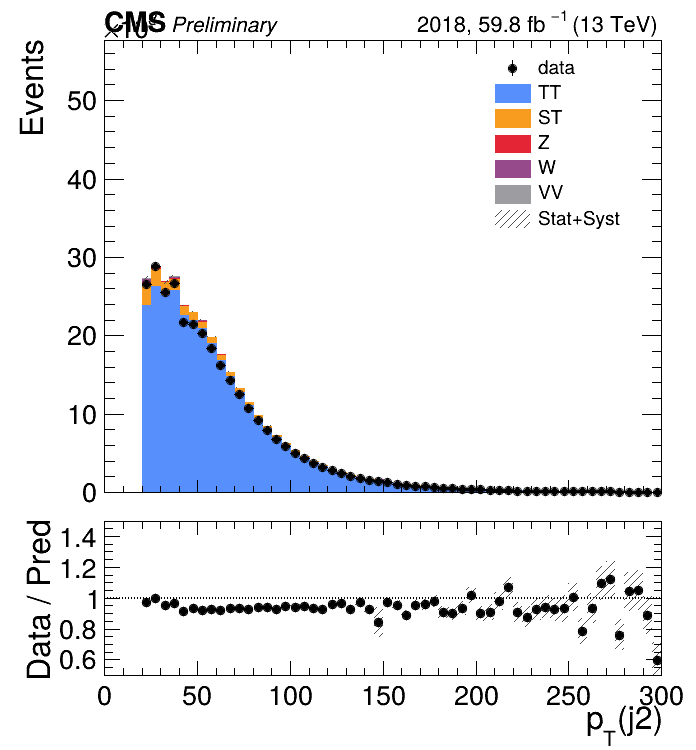 CMS Preliminary 2018, 59.8 fb⁻¹ (13 TeV)
Events
50
40
30
20
10
0
data
TT
ST
Z
W
VV
Stat+Syst
Data / Pred
1.4
1.2
1
0.8
0.6
0 50 100 150 200 250 300
p_T(j2)